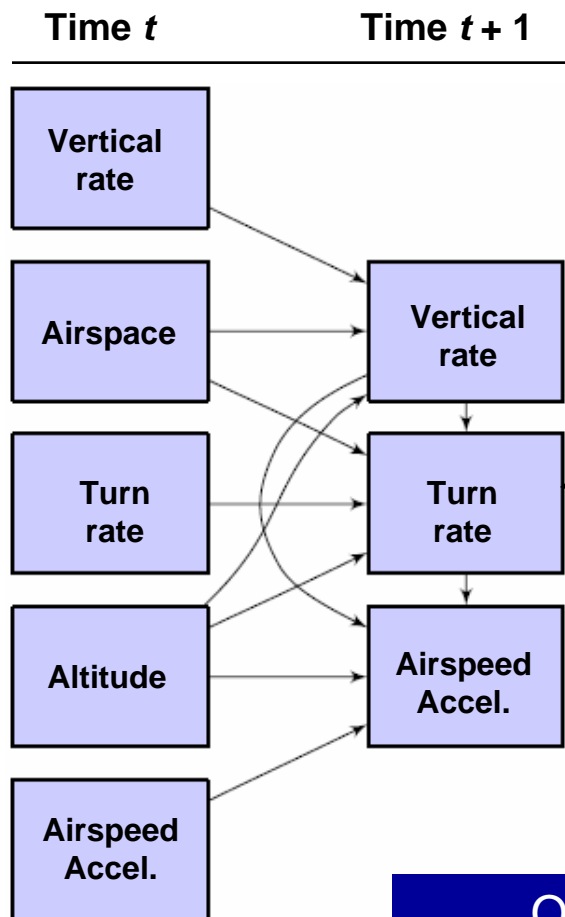 Time t
Time t + 1
Vertical
rate
Airspace
Turn
rate
Altitude
Airspeed
Accel.
Vertical
rate
Turn
rate
Airspeed
Accel.